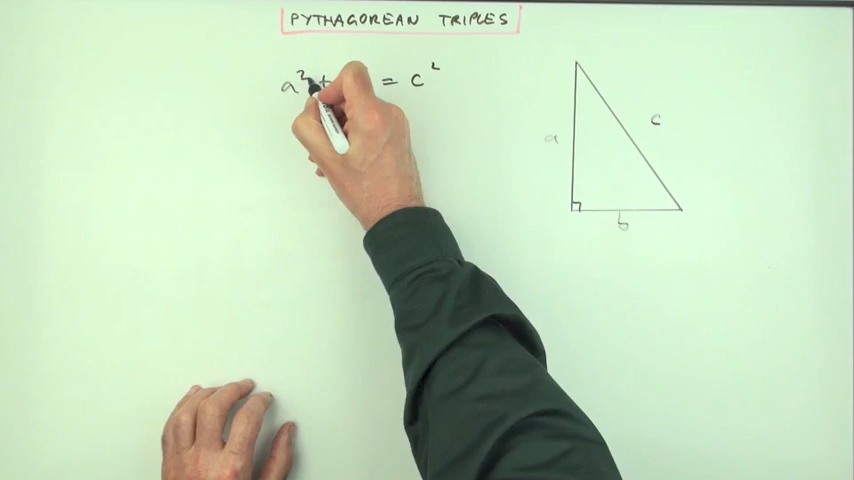 PYTHAGOREAN TRIPLES
a² + = c²
a
c
b